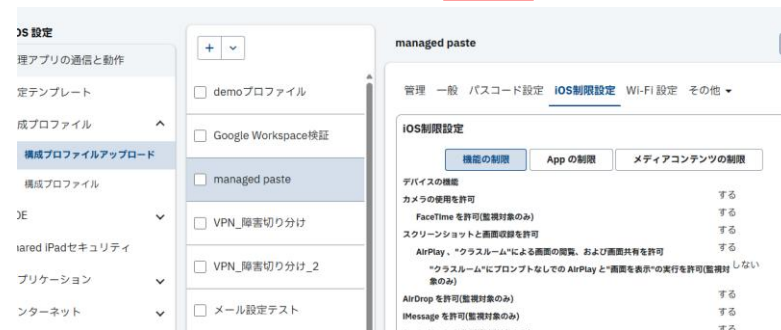 OS 設定
理アプリの通信と動作
定テンプレート
成プロファイル
構成プロファイルアップロード
構成プロファイル
DE
ared iPadセキュリティ
プリケーション
ンターネット
+
demoプロファイル
Google Workspace検証
managed paste
VPN_障害切り分け
VPN_障害切り分け_2
メール設定テスト
managed paste
管理 一般 パスコード設定 iOS制限設定 Wi-Fi 設定 その他
iOS制限設定
機能の制限 App の制限 メディアコンテンツの制限
デバイスの機能
カメラの使用を許可 する
FaceTime を許可(監視対象のみ) する
スクリーンショットと画面収録を許可 する
AirPlay 、"クラスルーム"による画面の閲覧、および画面共有を許可 する
"クラスルーム"にプロンプトなしでの AirPlay と"画面を表示"の実行を許可(監視対 しない
象のみ)
AirDrop を許可(監視対象のみ) する
iMessage を許可(監視対象のみ) する
する